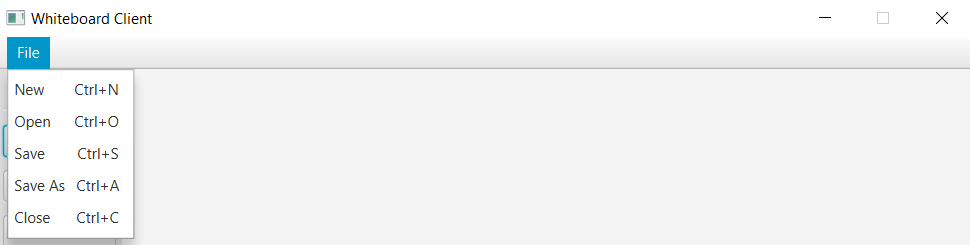 Whiteboard Client
File
New Ctrl+N
Open Ctrl+O
Save Ctrl+S
Save As Ctrl+A
Close Ctrl+C